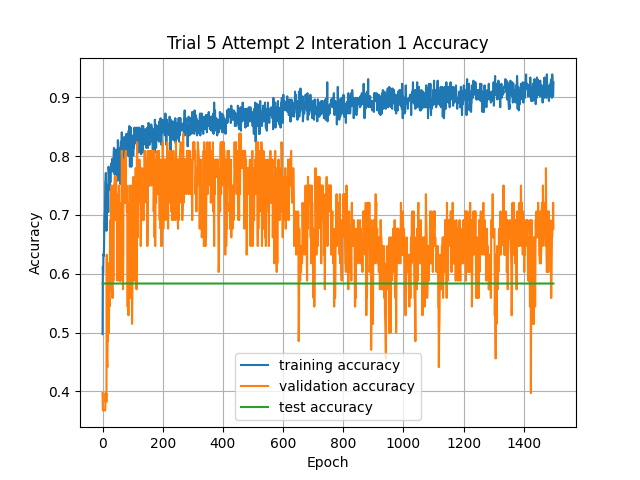 Trial 5 Attempt 2 Interation 1 Accuracy
0.9
0.8
0.7
0.6
0.5
0.4
Accuracy
training accuracy
validation accuracy
test accuracy
0 200 400 600 800 1000 1200 1400
Epoch